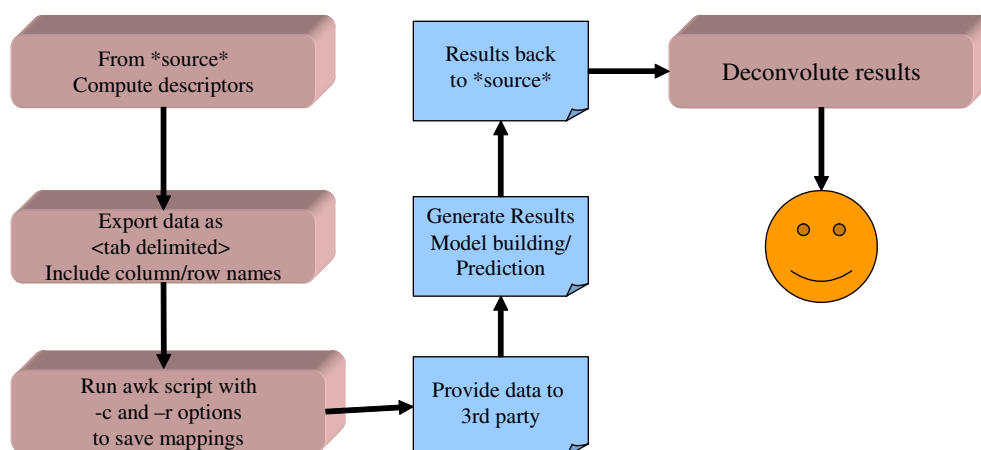 From *source*
Compute descriptors
Export data as
<tab delimited>
Include column/row names
Run awk script with
-c and –r options
to save mappings
Provide data to
3rd party
Generate Results
Model building/
Prediction
Results back
to *source*
Deconvolute results